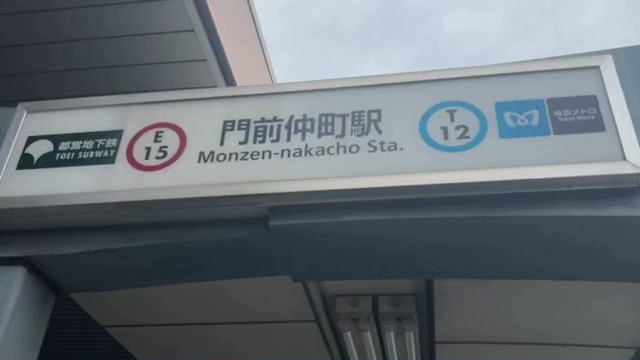 都営地下鉄
TOEI SUBWAY
E
15
門前仲町駅
Monzen-nakacho Sta.
T
12
東京メトロ
Tokyo Metro